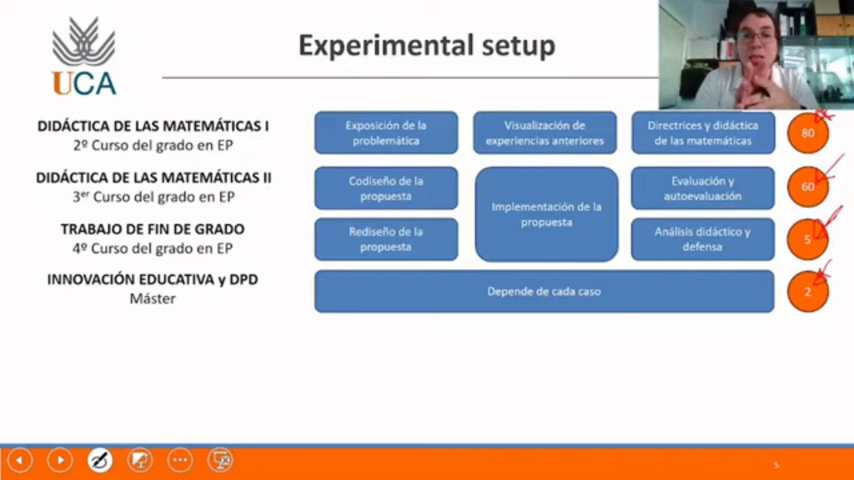 Experimental setup
UCA
DIDÁCTICA DE LAS MATEMÁTICAS I
2º Curso del grado en EP
Exposición de la
problemática
Visualización de
experiencias anteriores
Directrices y didáctica
de las matemáticas
80
DIDÁCTICA DE LAS MATEMÁTICAS II
3er Curso del grado en EP
Codiseño de la
propuesta
Implementación de la
propuesta
Evaluación y
autoevaluación
60
TRABAJO DE FIN DE GRADO
4º Curso del grado en EP
Rediseño de la
propuesta
Análisis didáctico y
defensa
5
INNOVACIÓN EDUCATIVA y DPD
Máster
Depende de cada caso
2
5